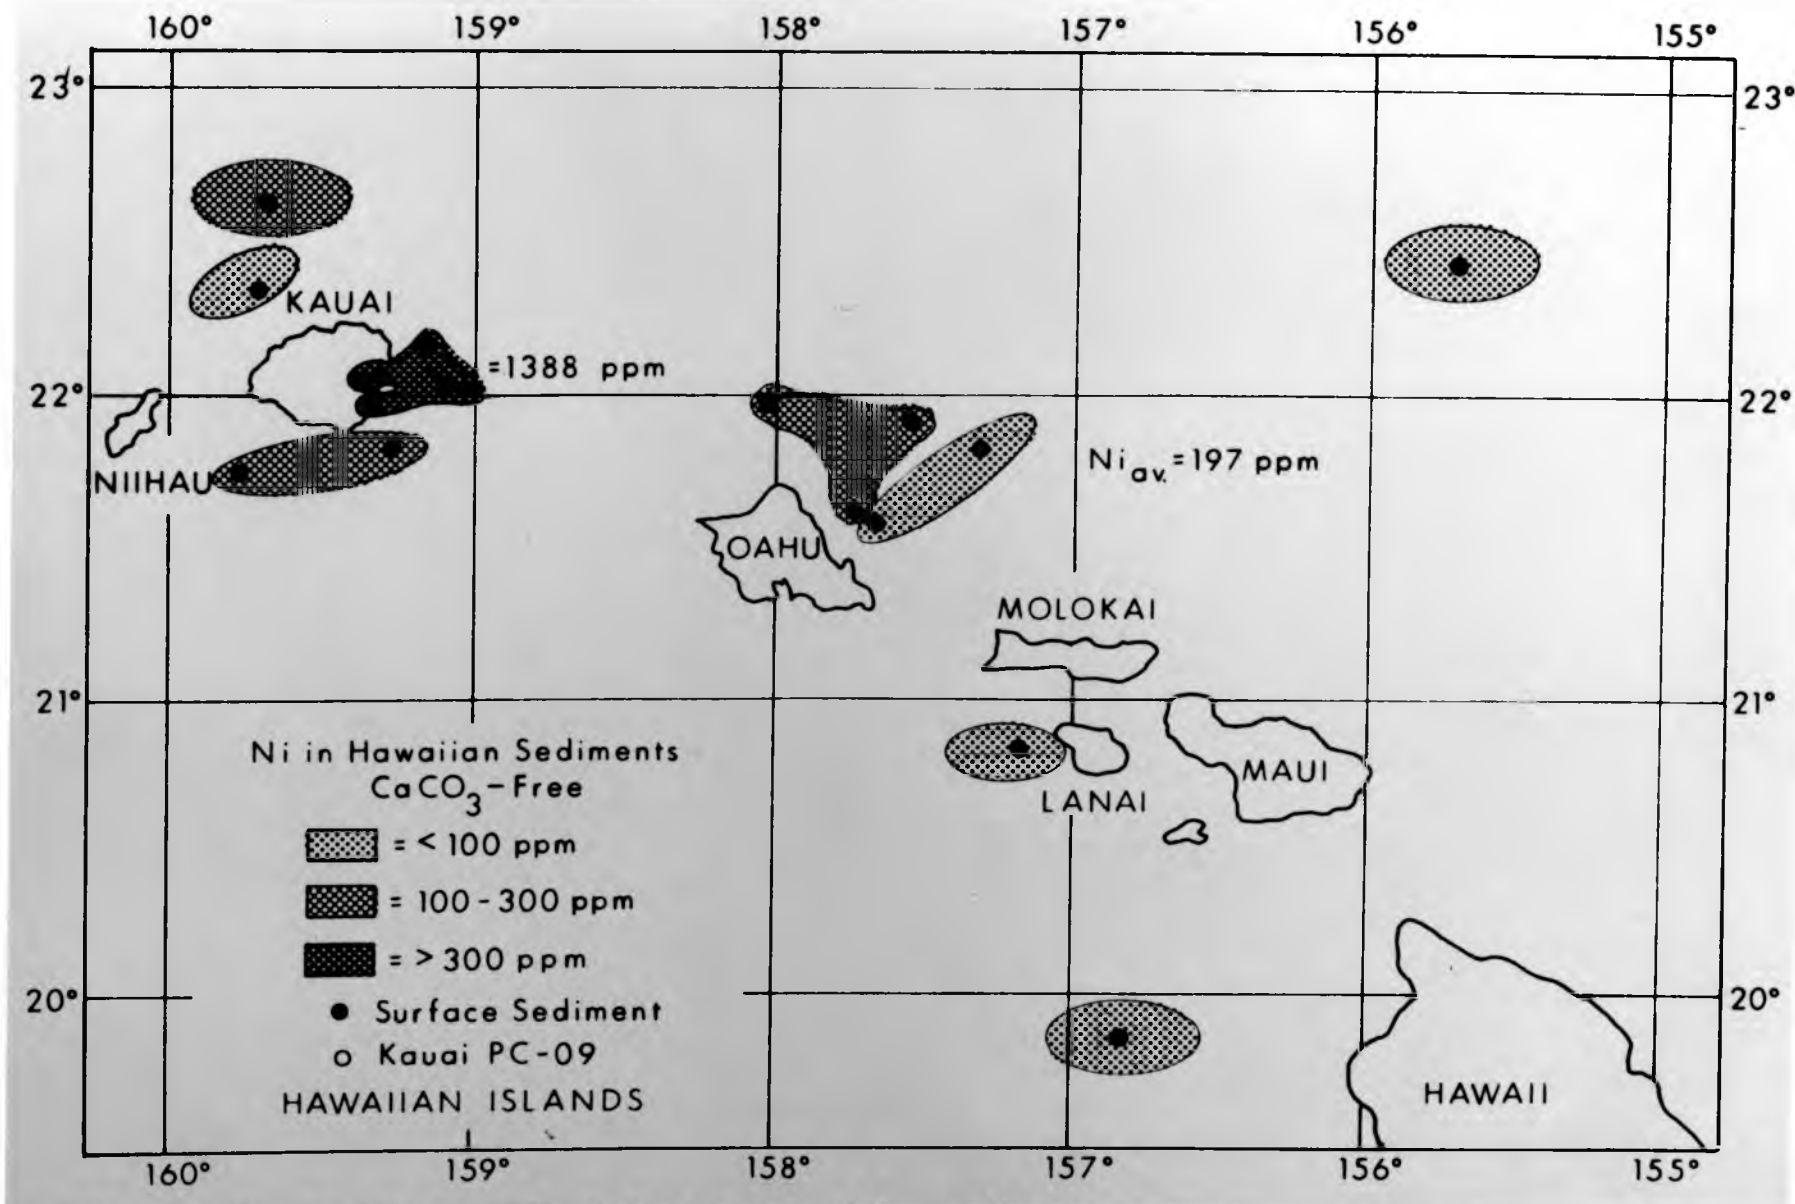 160° 159° 158° 157° 156° 155°
23° 23°
KAUAI
=1388 ppm
22° 22°
NIIHAU
Ni av. =197 ppm
OAHU
MOLOKAI
21° 21°
Ni in Hawaiian Sediments
CaCO3-Free
MAUI
LANAI
= < 100 ppm
= 100 - 300 ppm
= > 300 ppm
20° 20°
Surface Sediment
Kauai PC-09
HAWAIIAN ISLANDS
HAWAII
160° 159° 158° 157° 156° 155°